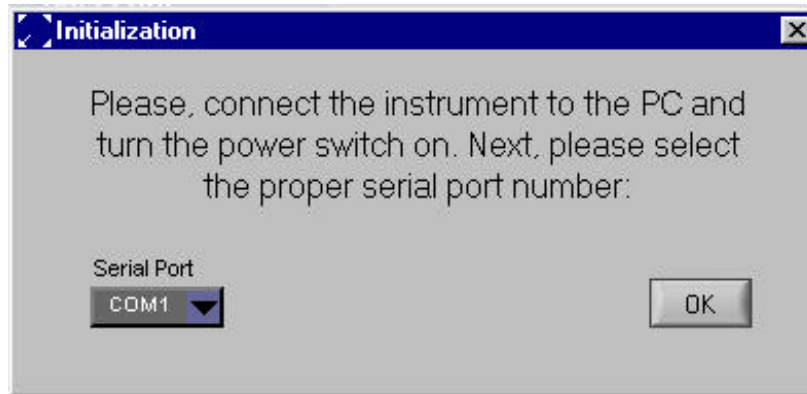 Initialization
Please, connect the instrument to the PC and
turn the power switch on. Next, please select
the proper serial port number:
Serial Port
COM1
OK